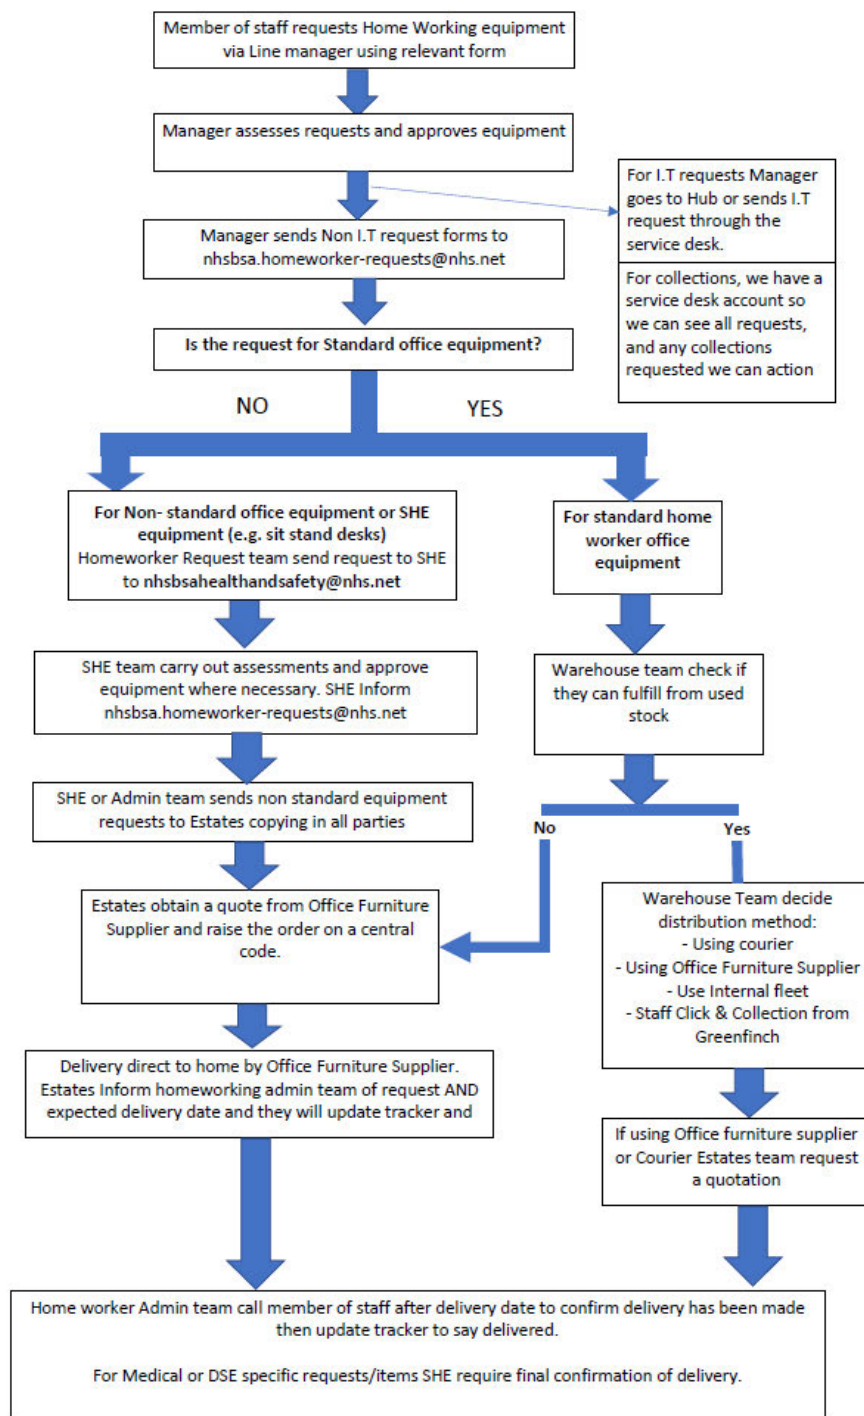 Member of staff requests Home Working equipment
via Line manager using relevant form
Manager assesses requests and approves equipment
For I.T requests Manager
goes to Hub or sends I.T
request through the
service desk.
For collections, we have a
service desk account so
we can see all requests,
and any collections
requested we can action
Manager sends Non I.T request forms to
nhsbsa.homeworker-requests@nhs.net
Is the request for Standard office equipment?
NO
YES
For Non- standard office equipment or SHE
equipment (e.g. sit stand desks)
Homeworker Request team send request to SHE
to nhsbsahealthandsafety@nhs.net
For standard home
worker office
equipment
SHE team carry out assessments and approve
equipment where necessary. SHE Inform
nhsbsa.homeworker-requests@nhs.net
Warehouse team check if
they can fulfill from used
stock
SHE or Admin team sends non standard equipment
requests to Estates copying in all parties
No
Yes
Estates obtain a quote from Office Furniture
Supplier and raise the order on a central
code.
Warehouse Team decide
distribution method:
- Using courier
- Using Office Furniture Supplier
- Use Internal fleet
- Staff Click & Collection from
Greenfinch
Delivery direct to home by Office Furniture Supplier.
Estates Inform homeworking admin team of request AND
expected delivery date and they will update tracker and
If using Office furniture supplier
or Courier Estates team request
a quotation
Home worker Admin team call member of staff after delivery date to confirm delivery has been made
then update tracker to say delivered.
For Medical or DSE specific requests/items SHE require final confirmation of delivery.